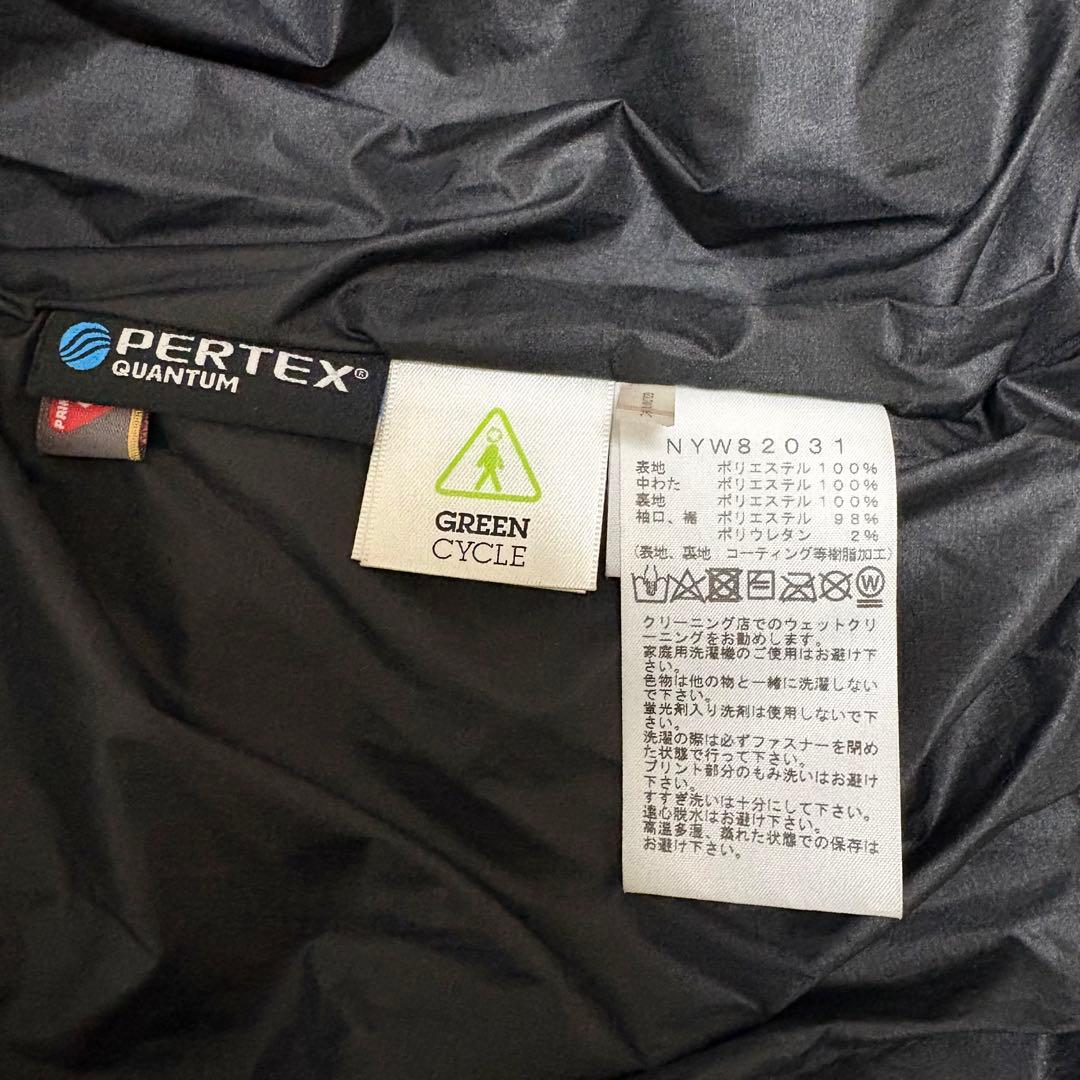 PERTEX®
QUANTUM
GREEN
CYCLE
NYW82031
表地 ポリエステル 100%
中わた ポリエステル 100%
裏地 ポリエステル 100%
袖口、裾 ポリエステル 98%
ポリウレタン 2%
(表地、裏地 コーティング等樹脂加工)
W
クリーニング店でのウェットクリ
ーニングをお勧めします。
家庭用洗濯機のご使用はお避け下
さい。
色物は他の物と一緒に洗濯しない
で下さい。
蛍光剤入り洗剤は使用しないで下
さい。
洗濯の際は必ずファスナーを閉め
た状態で行って下さい。
プリント部分のもみ洗いはお避け
下さい。
すすぎ洗いは十分にして下さい。
遠心脱水はお避け下さい。
高温多湿、蒸れた状態での保存は
お避け下さい。